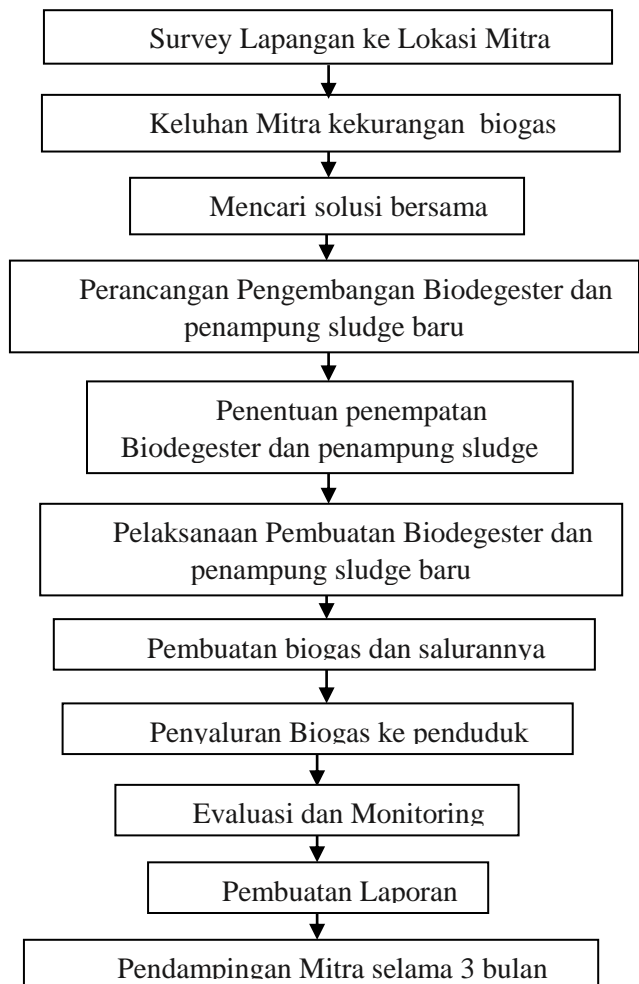 Survey Lapangan ke Lokasi Mitra
Keluhan Mitra kekurangan biogas
Mencari solusi bersama
Perancangan Pengembangan Biodegester dan
penampung sludge baru
Penentuan penempatan
Biodegester dan penampung sludge
Pelaksanaan Pembuatan Biodegester dan
penampung sludge baru
Pembuatan biogas dan salurannya
Penyaluran Biogas ke penduduk
Evaluasi dan Monitoring
Pembuatan Laporan
Pendampingan Mitra selama 3 bulan